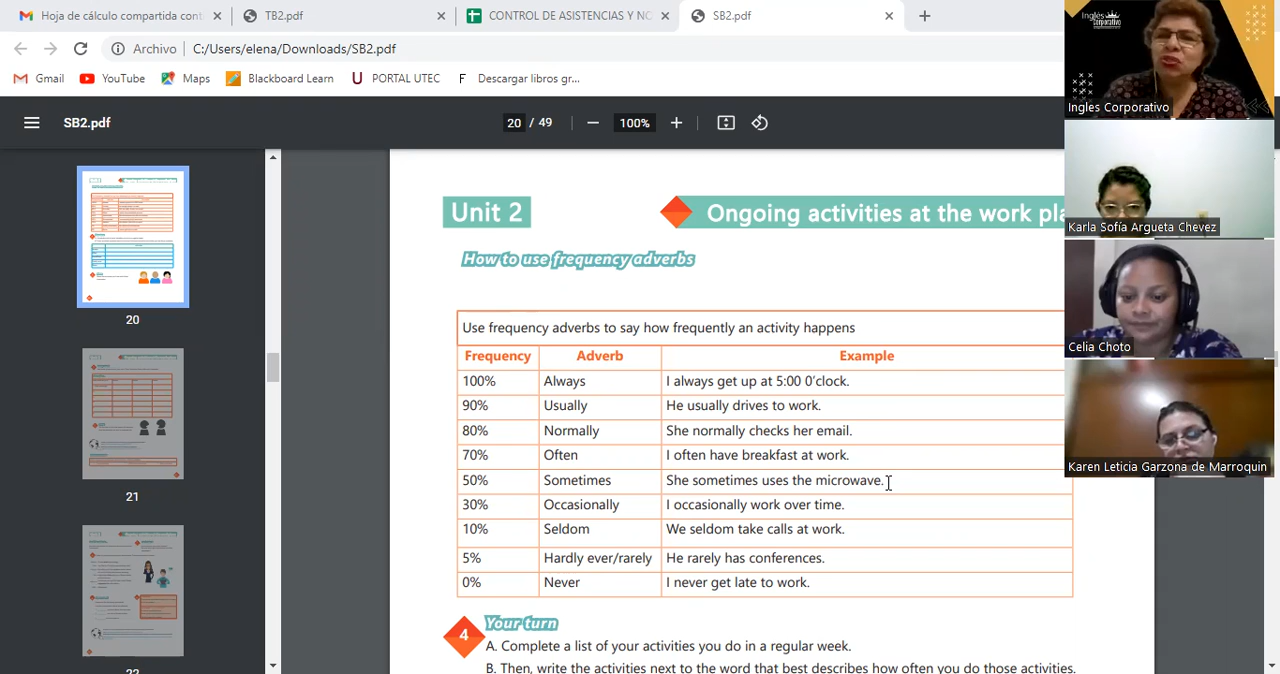 Hoja de cálculo compartida cont
TB2.pdf
CONTROL DE ASISTENCIAS Y NO
SB2.pdf
Archivo
C:/Users/elena/Downloads/SB2.pdf
Gmail
YouTube
Maps
Blackboard Learn
PORTAL UTEC
Descargar libros gr...
SB2.pdf
20 / 49
100%
20
21
22
Unit 2
Ongoing activities at the work pla
How to use frequency adverbs
Use frequency adverbs to say how frequently an activity happens
Frequency Adverb Example
100% Always I always get up at 5:00 0'clock.
90% Usually He usually drives to work.
80% Normally She normally checks her email.
70% Often I often have breakfast at work.
50% Sometimes She sometimes uses the microwave.
30% Occasionally I occasionally work over time.
10% Seldom We seldom take calls at work.
5% Hardly ever/rarely He rarely has conferences.
0% Never I never get late to work.
4
Your turn
A. Complete a list of your activities you do in a regular week.
B. Then, write the activities next to the word that best describes how often you do those activities.
Inglés
corporativo
Ingles Corporativo
Karla Sofía Argueta Chevez
Celia Choto
Karen Leticia Garzona de Marroquin